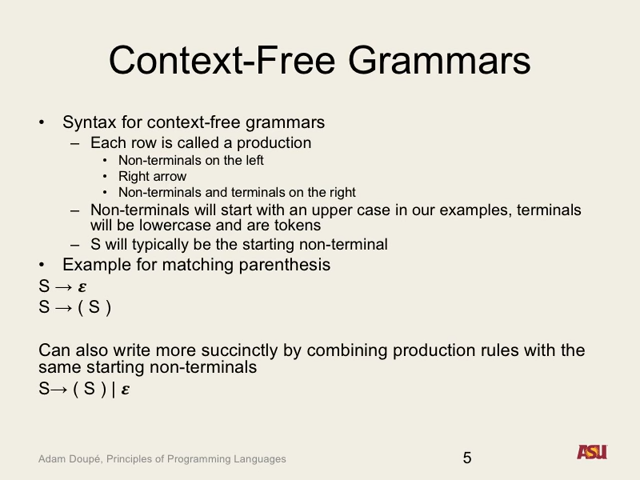 Context-Free Grammars
• Syntax for context-free grammars
– Each row is called a production
• Non-terminals on the left
• Right arrow
• Non-terminals and terminals on the right
– Non-terminals will start with an upper case in our examples, terminals
will be lowercase and are tokens
– S will typically be the starting non-terminal
• Example for matching parenthesis
S → ε
S → ( S )
Can also write more succinctly by combining production rules with the
same starting non-terminals
S→ ( S ) | ε
Adam Doupé, Principles of Programming Languages
5
ASU